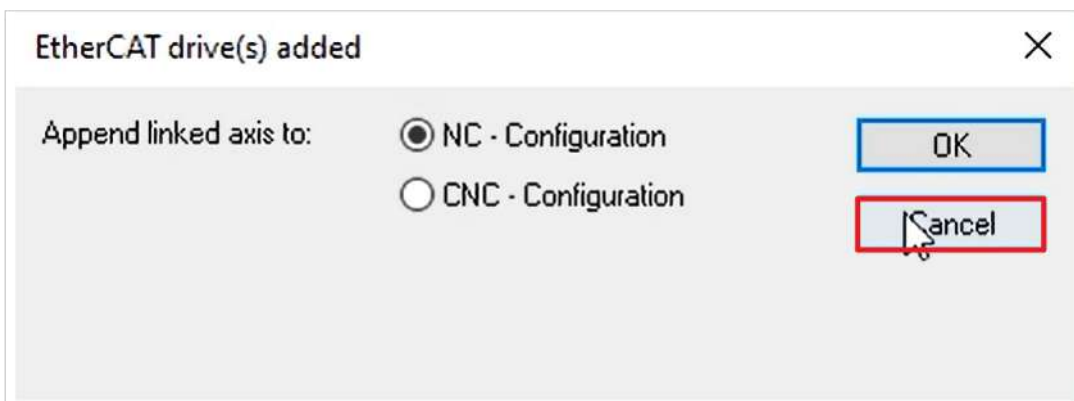 EtherCAT drive(s) added
Append linked axis to:
NC - Configuration
OK
CNC - Configuration
Cancel